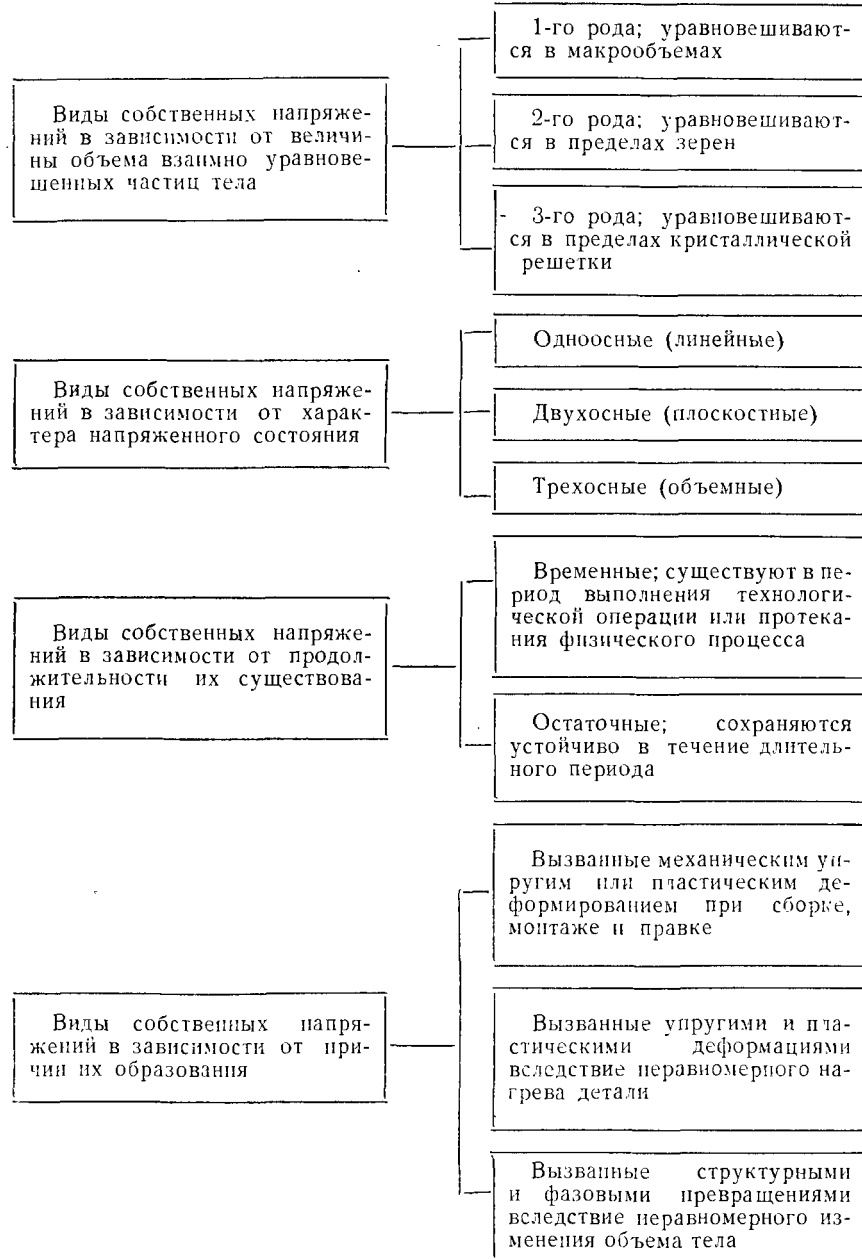 1-го рода; уравновешивают-
ся в макрообъемах
Виды собственных напряже-
ний в зависимости от величи-
ны объема взаимно уравнове-
шенных частиц тела
2-го рода; уравновешивают-
ся в пределах зерен
3-го рода; уравновешивают-
ся в пределах кристаллической
решетки
Виды собственных напряже-
ний в зависимости от харак-
тера напряженного состояния
Одноосные (линейные)
Двухосные (плоскостные)
Трехосные (объемные)
Виды собственных напряже-
ний в зависимости от продол-
жительности их существова-
ния
Временные; существуют в пе-
риод выполнения технологи-
ческой операции или протека-
ния физического процесса
Остаточные; сохраняются
устойчиво в течение длитель-
ного периода
Виды собственных напря-
жений в зависимости от при-
чин их образования
Вызванные механическим уп-
ругим или пластическим де-
формированием при сборке,
монтаже и правке
Вызванные упругими и пла-
стическими деформациями
вследствие неравномерного на-
грева детали
Вызванные структурными
и фазовыми превращениями
вследствие неравномерного из-
менения объема тела